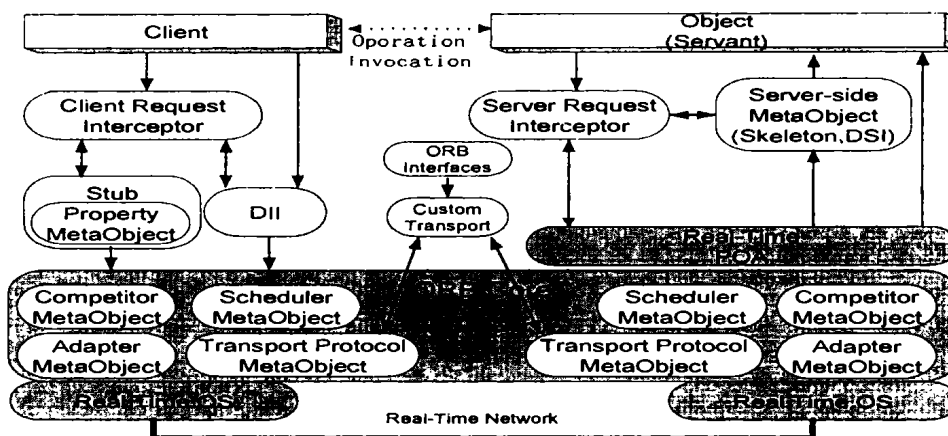 Client
Oporation
Invocation
Object
(Servant)
Client Request
Interceptor
Server Request
Interceptor
Server-side
MetaObject
(Skeleton,DSI)
ORB
Interfaces
Stub
Property
MetaObject
DII
Custom
Transport
Real-Time
POA
ORB Core
Competitor
MetaObject
Scheduler
MetaObject
Scheduler
MetaObject
Competitor
MetaObject
Adapter
MetaObject
Transport Protocol
MetaObject
Transport Protocol
MetaObject
Adapter
MetaObject
Real-Time OS
Real-Time OS
Real-Time Network